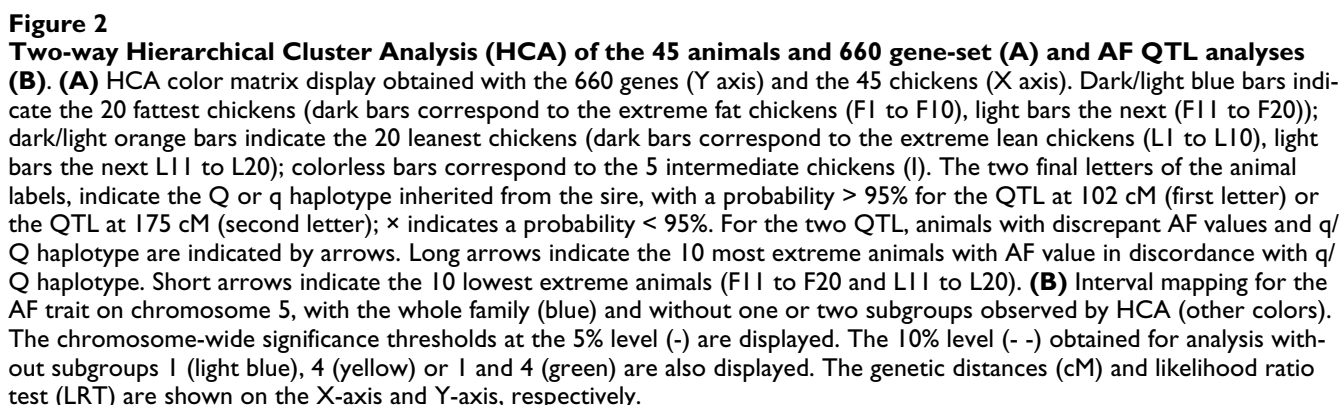 Figure 2
Two-way Hierarchical Cluster Analysis (HCA) of the 45 animals and 660 gene-set (A) and AF QTL analyses
(B). (A) HCA color matrix display obtained with the 660 genes (Y axis) and the 45 chickens (X axis). Dark/light blue bars indi-
cate the 20 fattest chickens (dark bars correspond to the extreme fat chickens (F1 to F10), light bars the next (F11 to F20));
dark/light orange bars indicate the 20 leanest chickens (dark bars correspond to the extreme lean chickens (L1 to L10), light
bars the next L11 to L20); colorless bars correspond to the 5 intermediate chickens (I). The two final letters of the animal
labels, indicate the Q or q haplotype inherited from the sire, with a probability > 95% for the QTL at 102 cM (first letter) or
the QTL at 175 cM (second letter); × indicates a probability < 95%. For the two QTL, animals with discrepant AF values and q/
Q haplotype are indicated by arrows. Long arrows indicate the 10 most extreme animals with AF value in discordance with q/
Q haplotype. Short arrows indicate the 10 lowest extreme animals (F11 to F20 and L11 to L20). (B) Interval mapping for the
AF trait on chromosome 5, with the whole family (blue) and without one or two subgroups observed by HCA (other colors).
The chromosome-wide significance thresholds at the 5% level (-) are displayed. The 10% level (- -) obtained for analysis with-
out subgroups 1 (light blue), 4 (yellow) or 1 and 4 (green) are also displayed. The genetic distances (cM) and likelihood ratio
test (LRT) are shown on the X-axis and Y-axis, respectively.